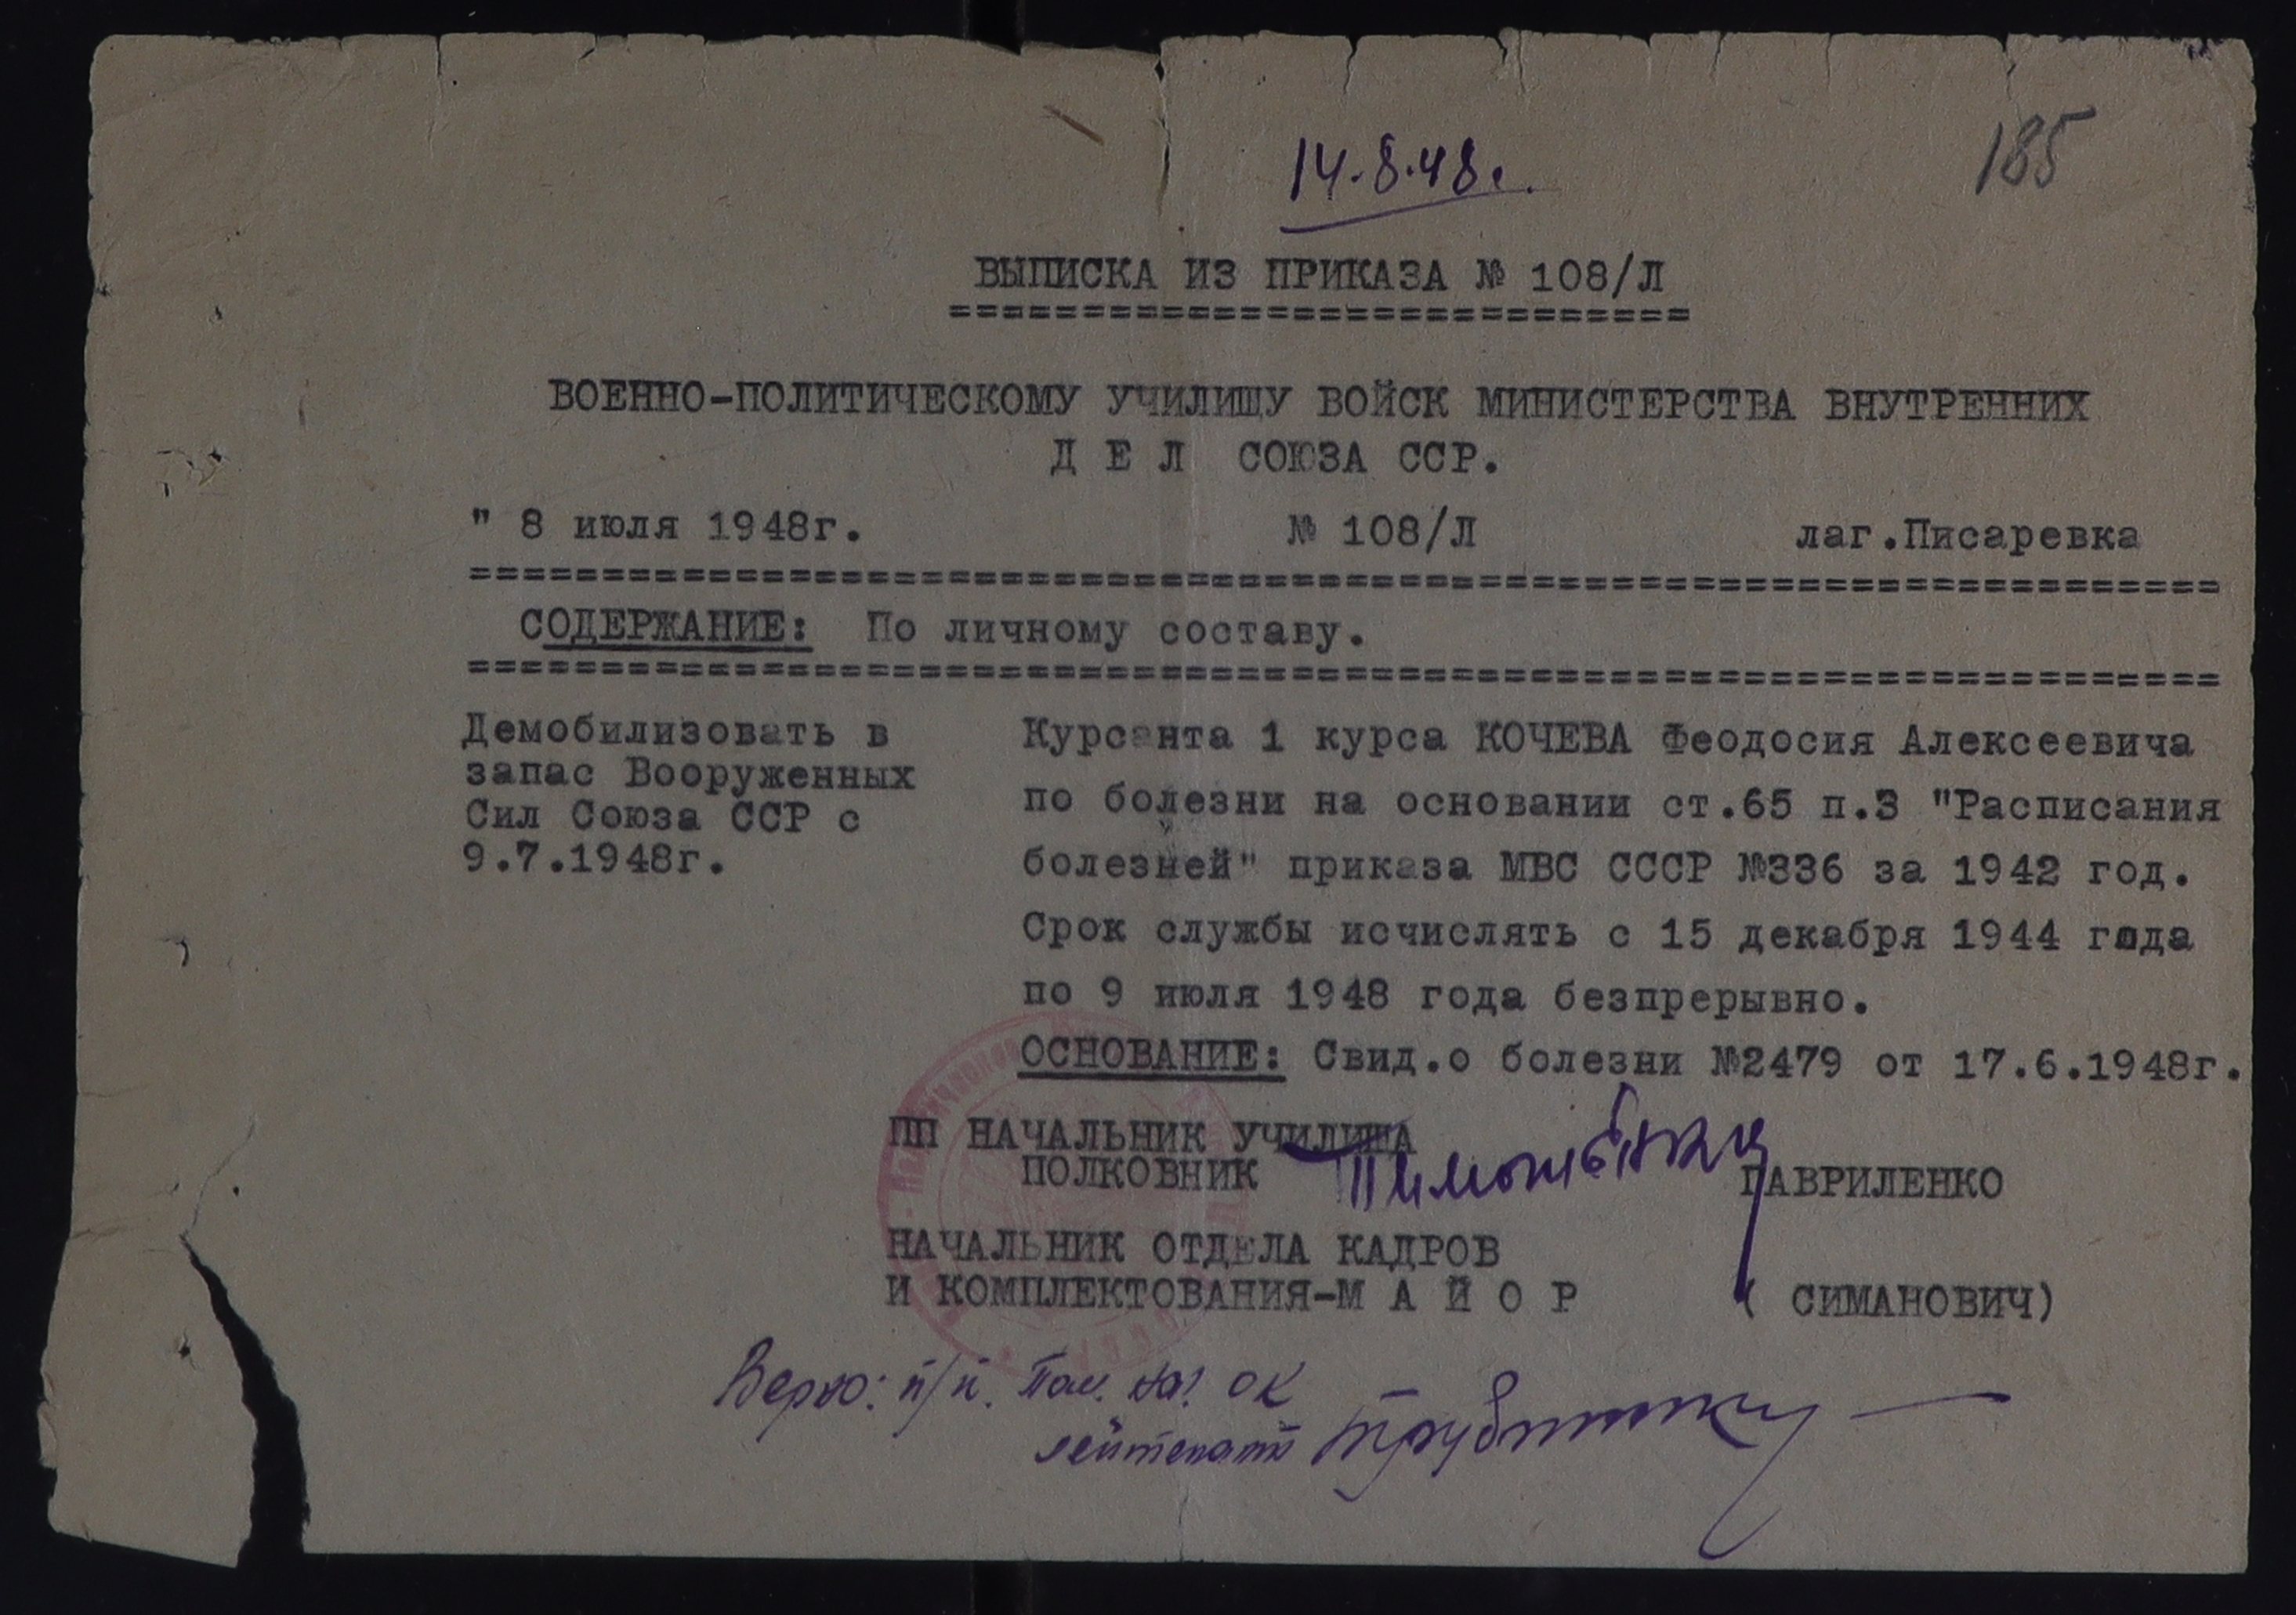 14.8.48г.
185
ВЫПИСКА ИЗ ПРИКАЗА № 108/Л
============================
ВОЕННО-ПОЛИТИЧЕСКОМУ УЧИЛИЩУ ВОЙСК МИНИСТЕРСТВА ВНУТРЕННИХ
Д Е Л СОЮЗА ССР.
" 8 июля 1948г. № 108/Л лаг.Писаревка
==================================================================
СОДЕРЖАНИЕ: По личному составу.
==================================================================
Демобилизовать в
запас Вооруженных
Сил Союза ССР с
9.7.1948г.
Курсанта 1 курса КОЧЕВА Феодосия Алексеевича
по болезни на основании ст.65 п.3 "Расписания
болезней" приказа МВС СССР №336 за 1942 год.
Срок службы исчислять с 15 декабря 1944 года
по 9 июля 1948 года безпрерывно.
ОСНОВАНИЕ: Свид.о болезни №2479 от 17.6.1948г.
ПП НАЧАЛЬНИК УЧИЛИЩА
ПОЛКОВНИК ГАВРИЛЕНКО
НАЧАЛЬНИК ОТДЕЛА КАДРОВ
И КОМПЛЕКТОВАНИЯ-М А Й О Р ( СИМАНОВИЧ)
Верно: п/п. Пом. нач ОК
лейтенант